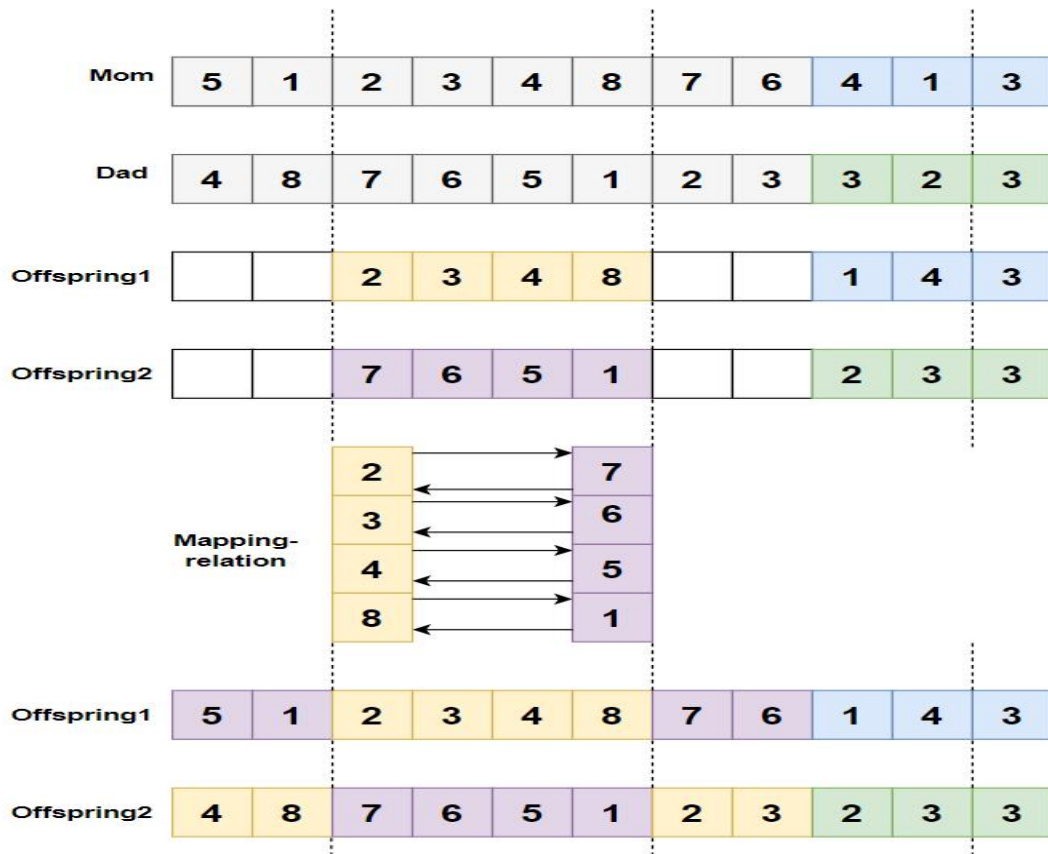 Mom 5 1 2 3 4 8 7 6 4 1 3
Dad 4 8 7 6 5 1 2 3 3 2 3
Offspring1 2 3 4 8 1 4 3
Offspring2 7 6 5 1 2 3 3
2 7
3 6
Mapping-
relation
4 5
8 1
Offspring1 5 1 2 3 4 8 7 6 1 4 3
Offspring2 4 8 7 6 5 1 2 3 2 3 3